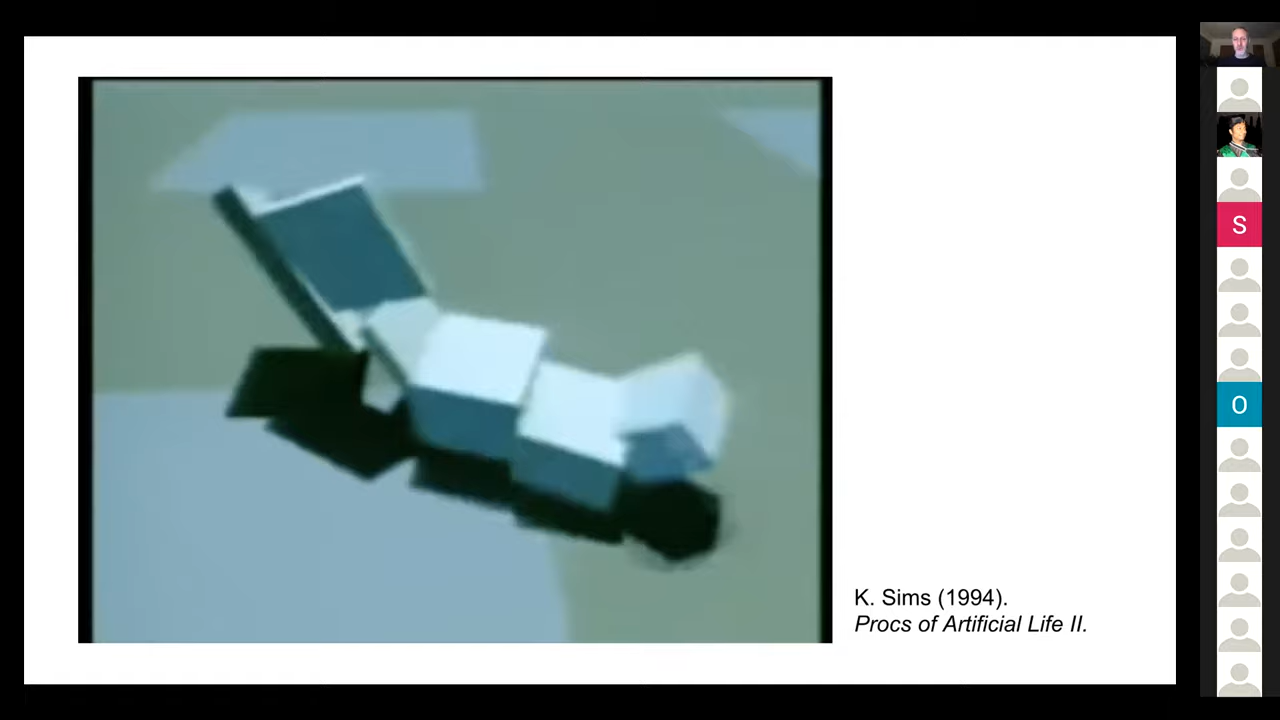 S
O
K. Sims (1994).
Procs of Artificial Life II.